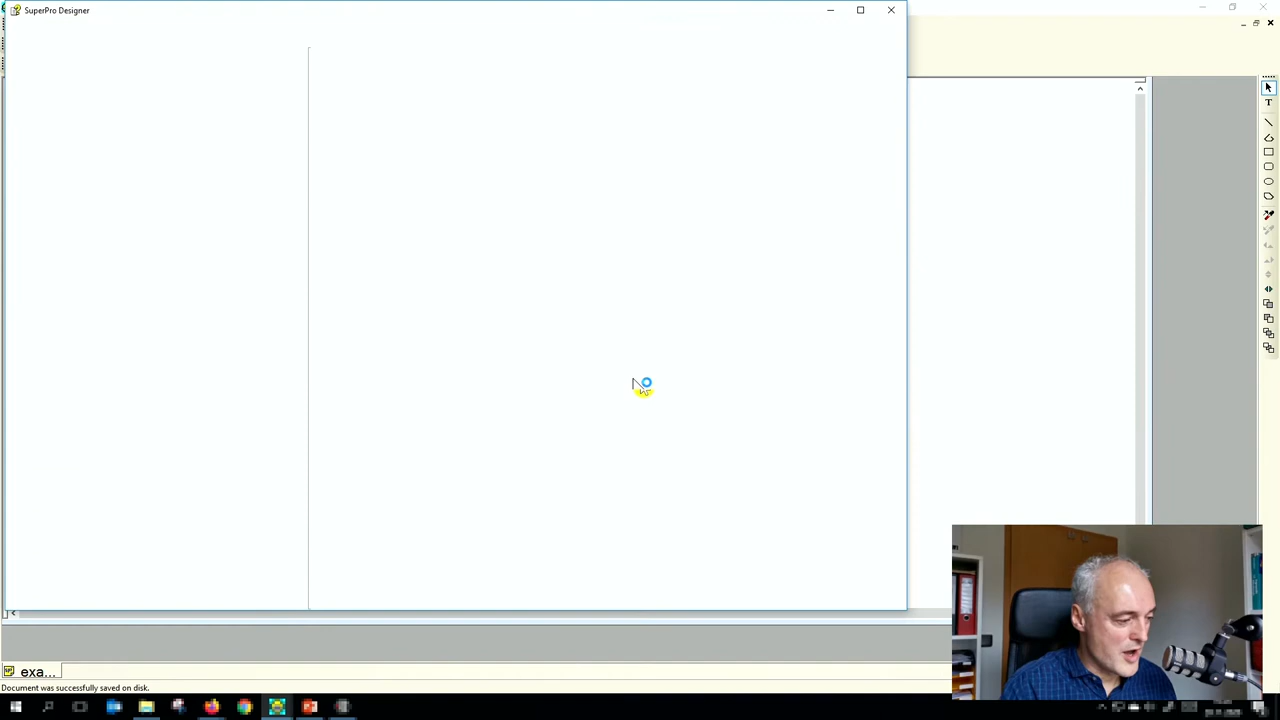 SuperPro Designer
T
exa...
Document was successfully saved on disk.